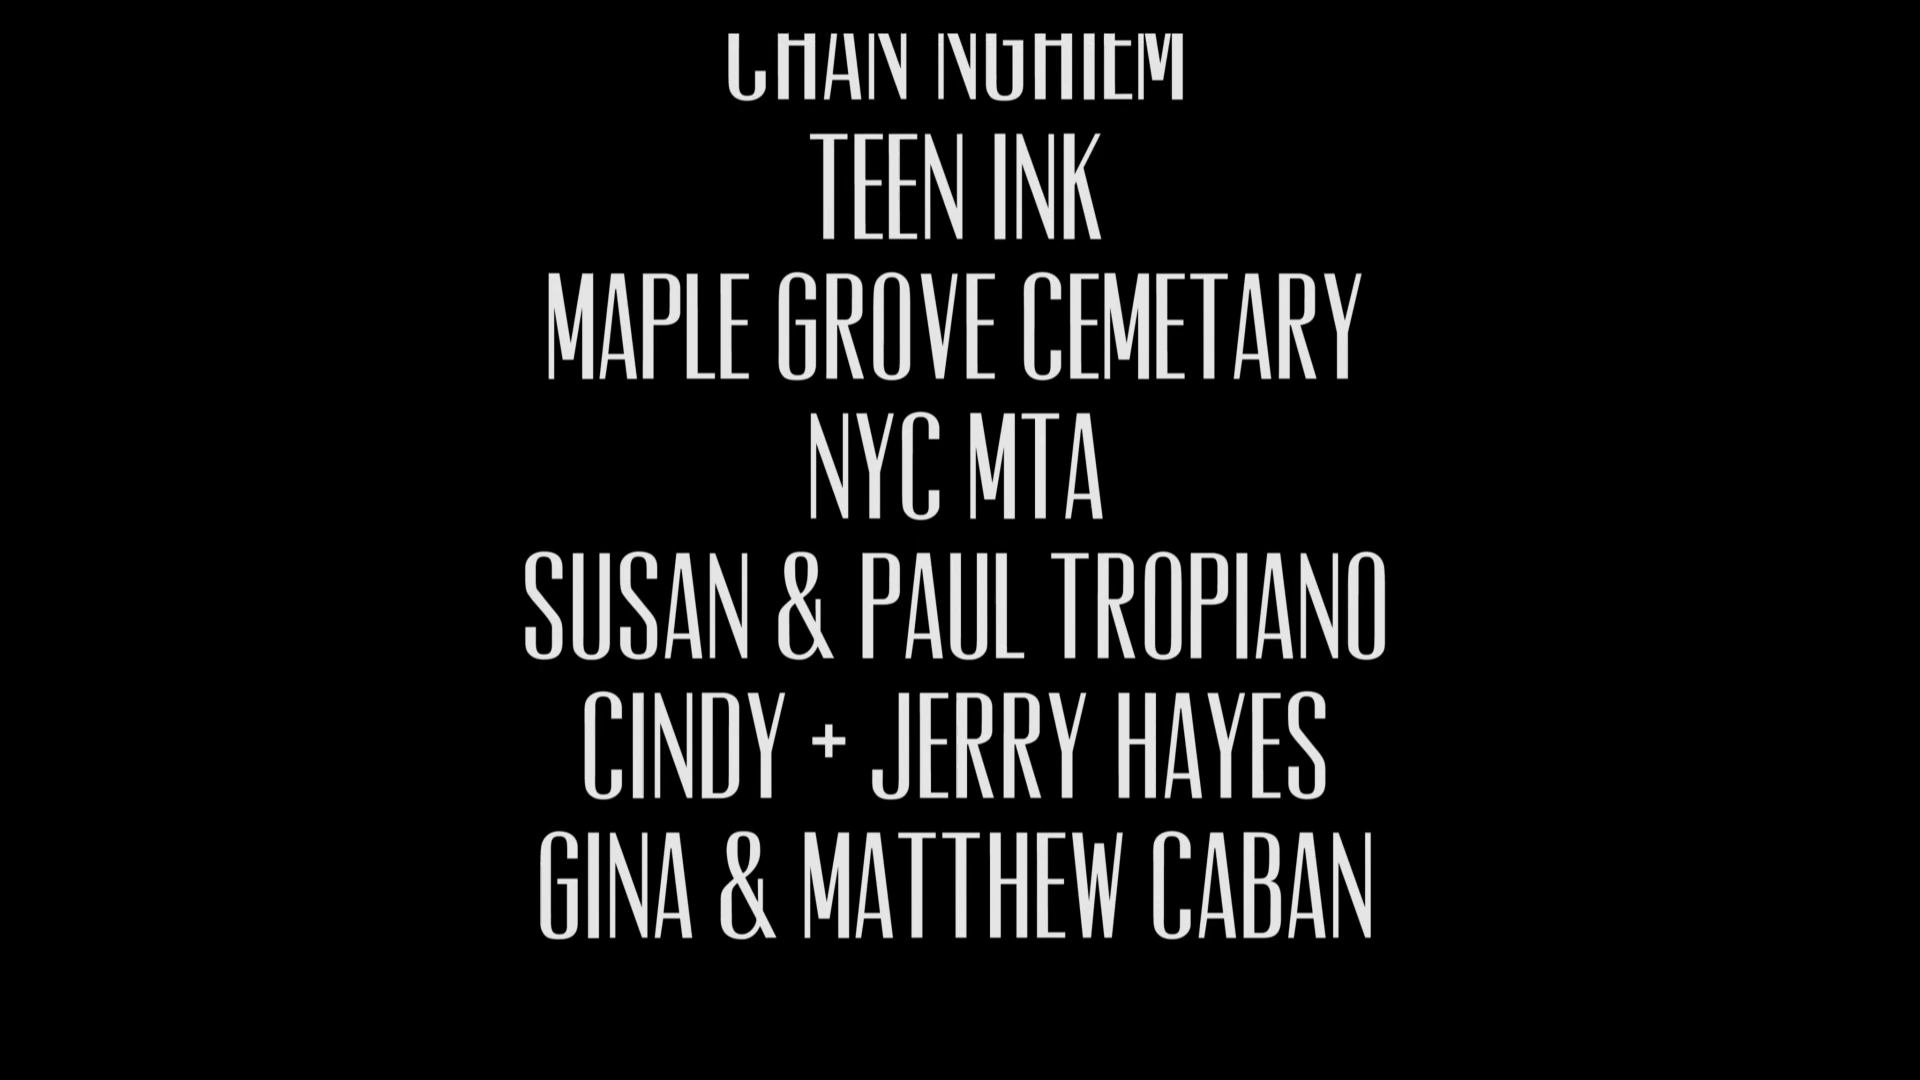 CHAN NGHIEM
TEEN INK
MAPLE GROVE CEMETARY
NYC MTA
SUSAN & PAUL TROPIANO
CINDY + JERRY HAYES
GINA & MATTHEW CABAN